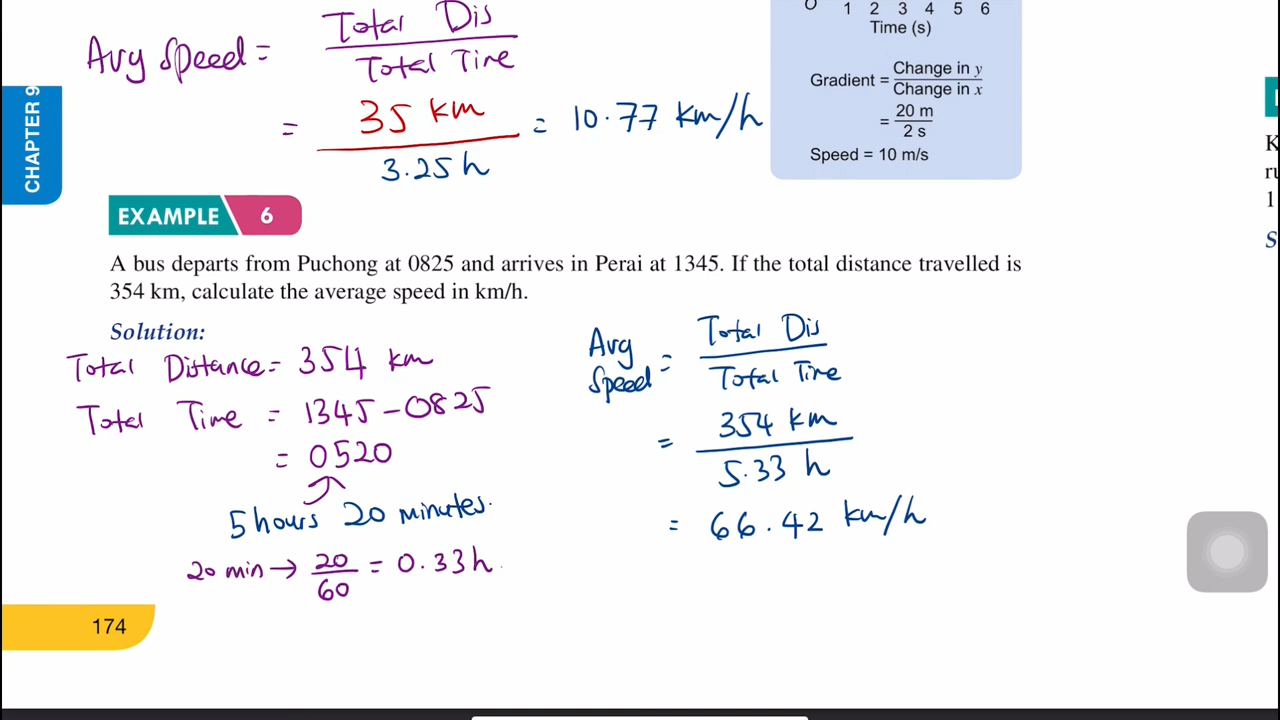 Avg Speed = Total Dis / Total Time
= 35 km / 3.25 h = 10.77 km/h
O 1 2 3 4 5 6
Time (s)
Gradient = Change in y / Change in x
= 20 m / 2 s
Speed = 10 m/s
CHAPTER 9
EXAMPLE 6
A bus departs from Puchong at 0825 and arrives in Perai at 1345. If the total distance travelled is
354 km, calculate the average speed in km/h.
Solution:
Total Distance = 354 km
Total Time = 1345 - 0825
= 0520
5 hours 20 minutes.
20 min → 20 / 60 = 0.33 h.
Avg Speed = Total Dis / Total Time
= 354 km / 5.33 h
= 66.42 km/h
174
K
1
S